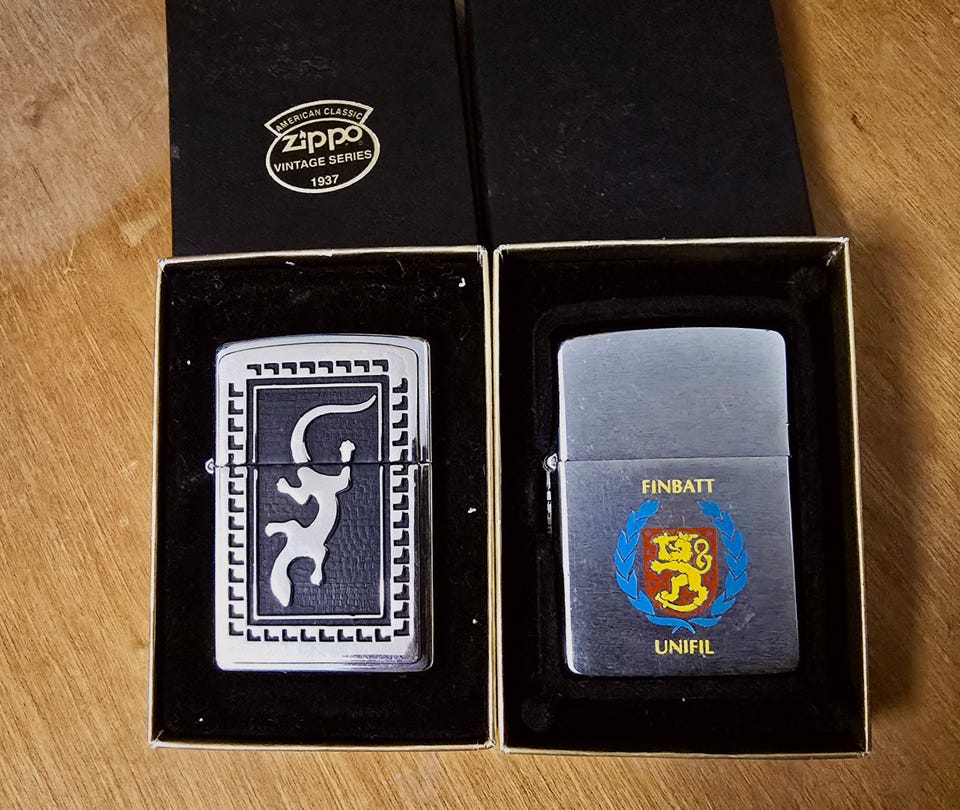 AMERICAN CLASSIC
zippo
VINTAGE SERIES
1937
FINBATT
UNIFIL